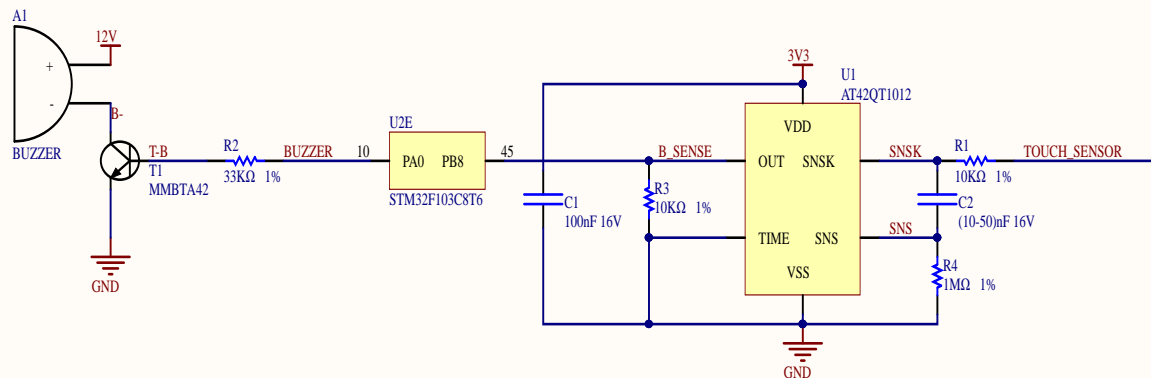 A1
12V
+
-
B-
BUZZER
T-B
T1
MMBTA42
R2
33KΩ 1%
BUZZER
10
U2E
PA0 PB8
STM32F103C8T6
45
C1
100nF 16V
B_SENSE
R3
10KΩ 1%
3V3
U1
AT42QT1012
VDD
OUT SNSK
TIME SNS
VSS
SNSK
R1
10KΩ 1%
TOUCH_SENSOR
C2
(10-50)nF 16V
SNS
R4
1MΩ 1%
GND
GND